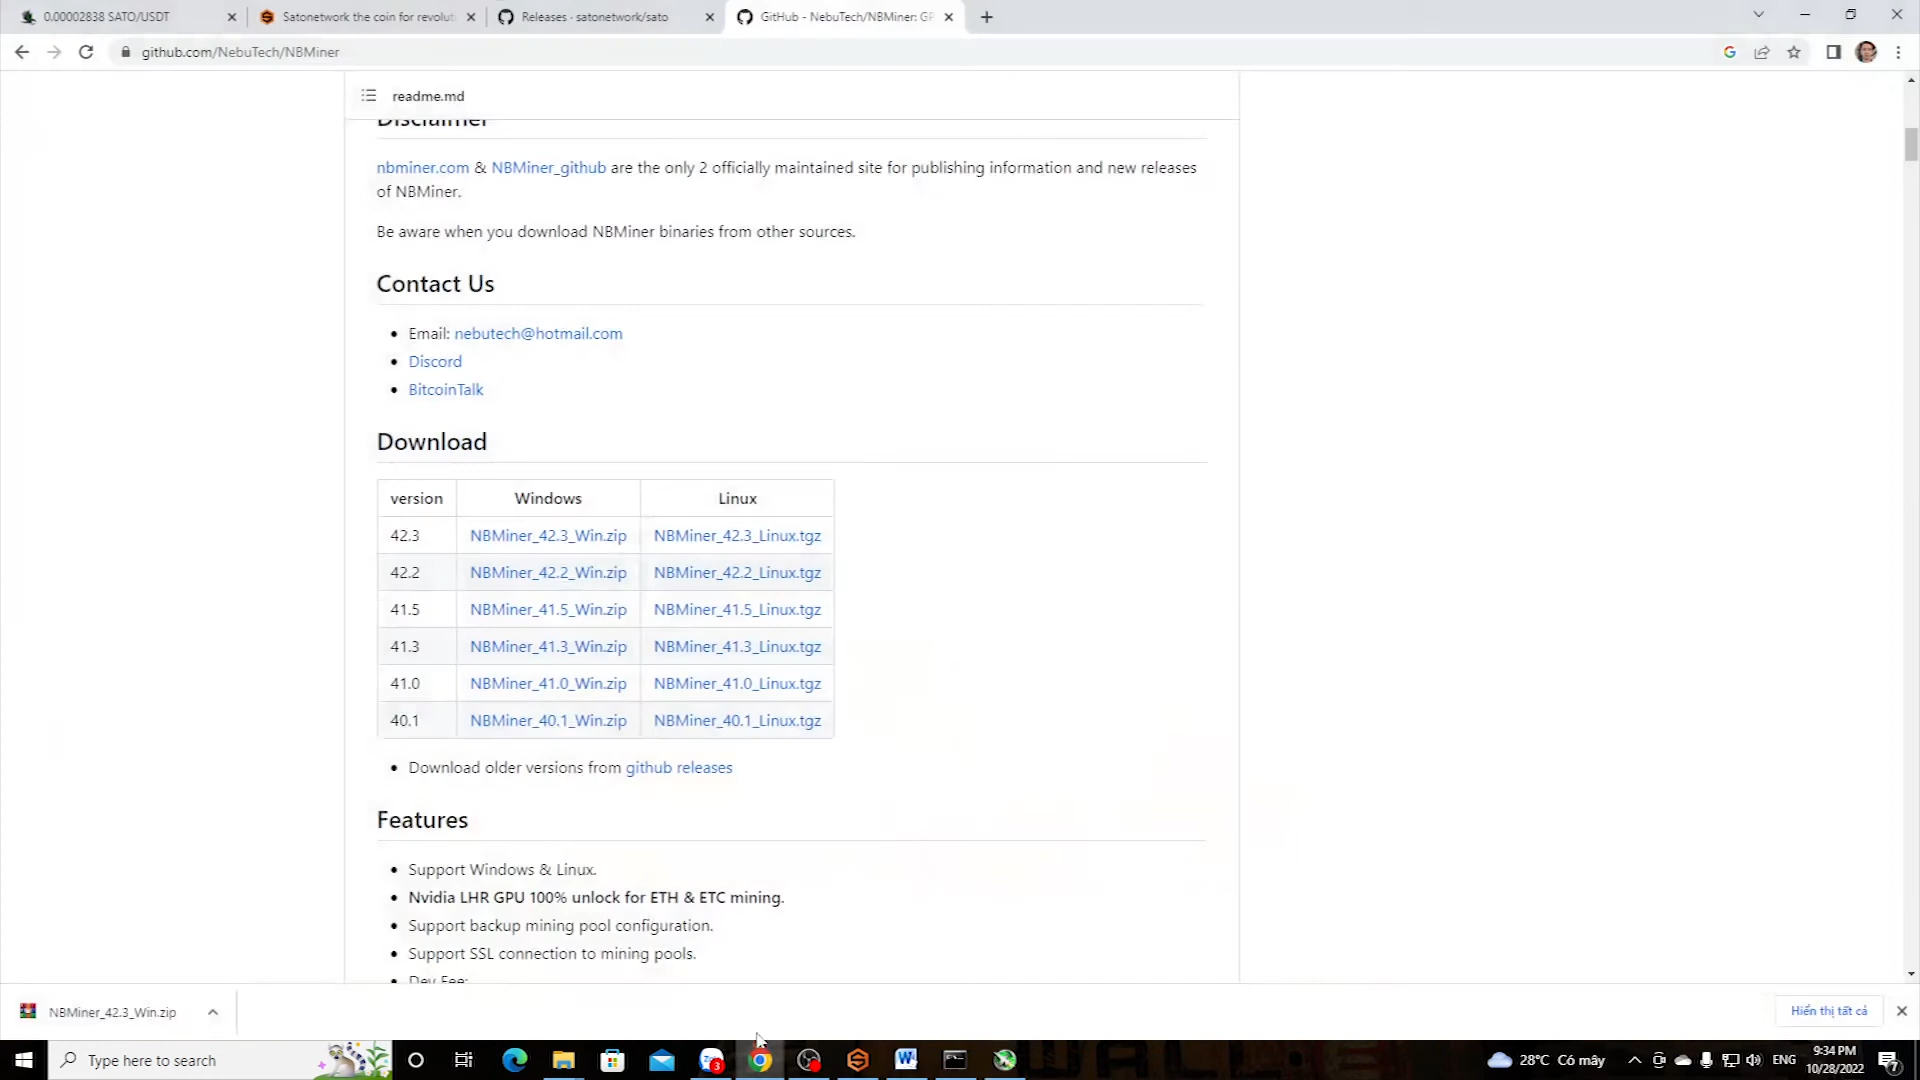 0.00002838 SATO/USDT
Satonetwork the coin for revolut
Releases · satonetwork/sato
GitHub - NebuTech/NBMiner: GP
github.com/NebuTech/NBMiner
readme.md
Disclaimer
nbminer.com & NBMiner_github are the only 2 officially maintained site for publishing information and new releases
of NBMiner.
Be aware when you download NBMiner binaries from other sources.
Contact Us
Email: nebutech@hotmail.com
Discord
BitcoinTalk
Download
version Windows Linux
42.3 NBMiner_42.3_Win.zip NBMiner_42.3_Linux.tgz
42.2 NBMiner_42.2_Win.zip NBMiner_42.2_Linux.tgz
41.5 NBMiner_41.5_Win.zip NBMiner_41.5_Linux.tgz
41.3 NBMiner_41.3_Win.zip NBMiner_41.3_Linux.tgz
41.0 NBMiner_41.0_Win.zip NBMiner_41.0_Linux.tgz
40.1 NBMiner_40.1_Win.zip NBMiner_40.1_Linux.tgz
Download older versions from github releases
Features
Support Windows & Linux.
Nvidia LHR GPU 100% unlock for ETH & ETC mining.
Support backup mining pool configuration.
Support SSL connection to mining pools.
Dev Fee:
NBMiner_42.3_Win.zip
Hiển thị tất cả
Type here to search
28°C Có mây
ENG
9:34 PM
10/28/2022